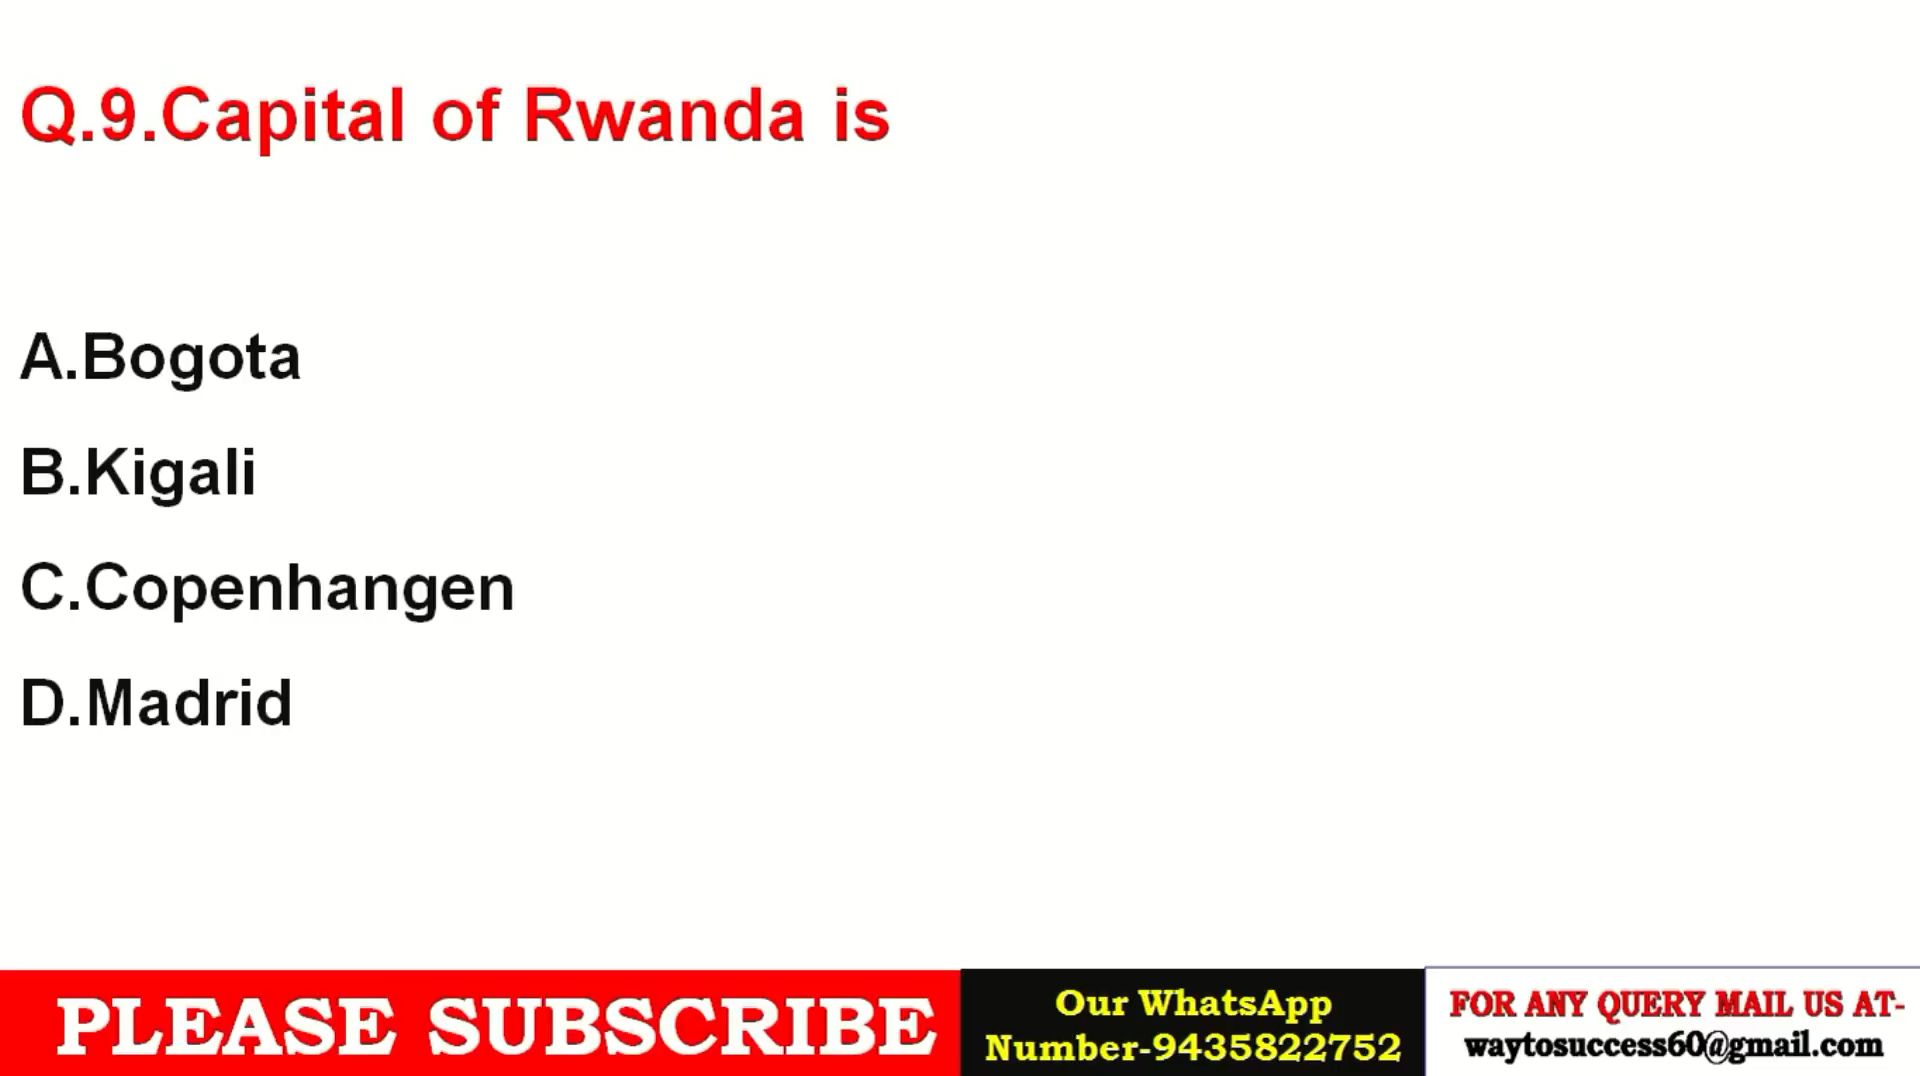 Q.9.Capital of Rwanda is
A.Bogota
B.Kigali
C.Copenhangen
D.Madrid
PLEASE SUBSCRIBE
Our WhatsApp
Number-9435822752
FOR ANY QUERY MAIL US AT-
waytosuccess60@gmail.com